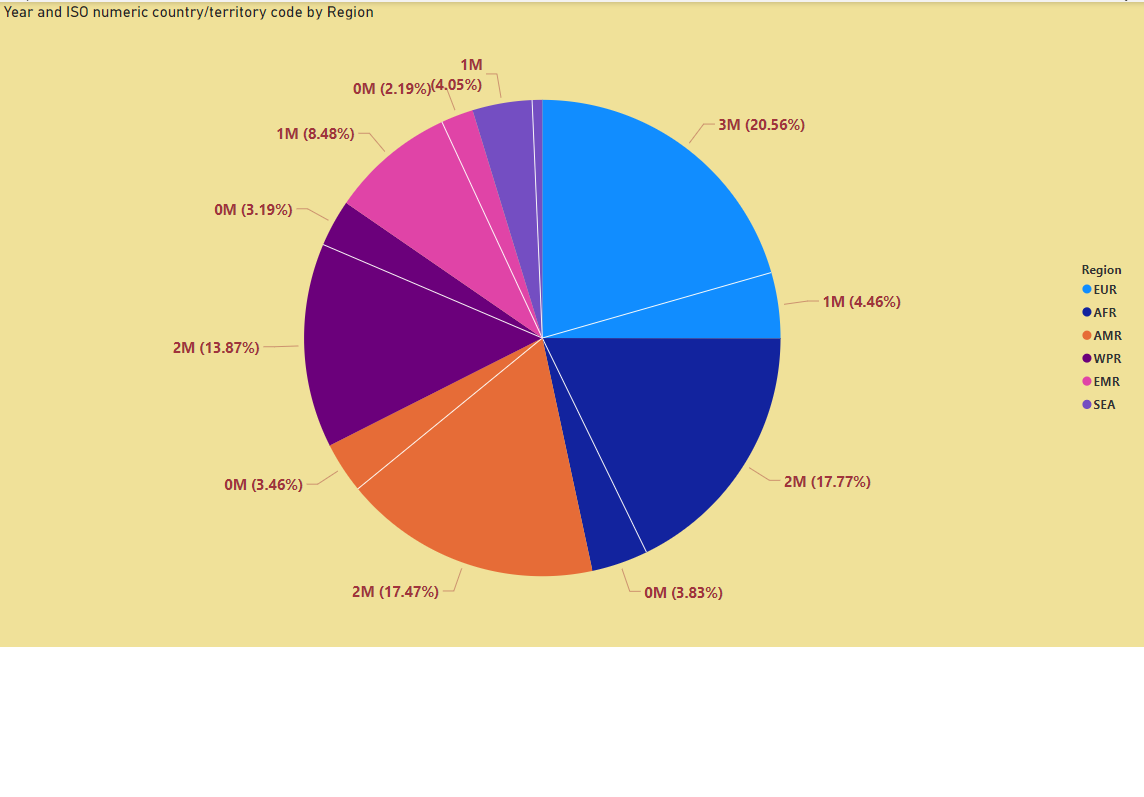 Year and ISO numeric country/territory code by Region
1M
(4.05%)
0M (2.19%)
3M (20.56%)
1M (8.48%)
0M (3.19%)
1M (4.46%)
2M (13.87%)
2M (17.77%)
0M (3.46%)
2M (17.47%)
0M (3.83%)
Region
EUR
AFR
AMR
WPR
EMR
SEA